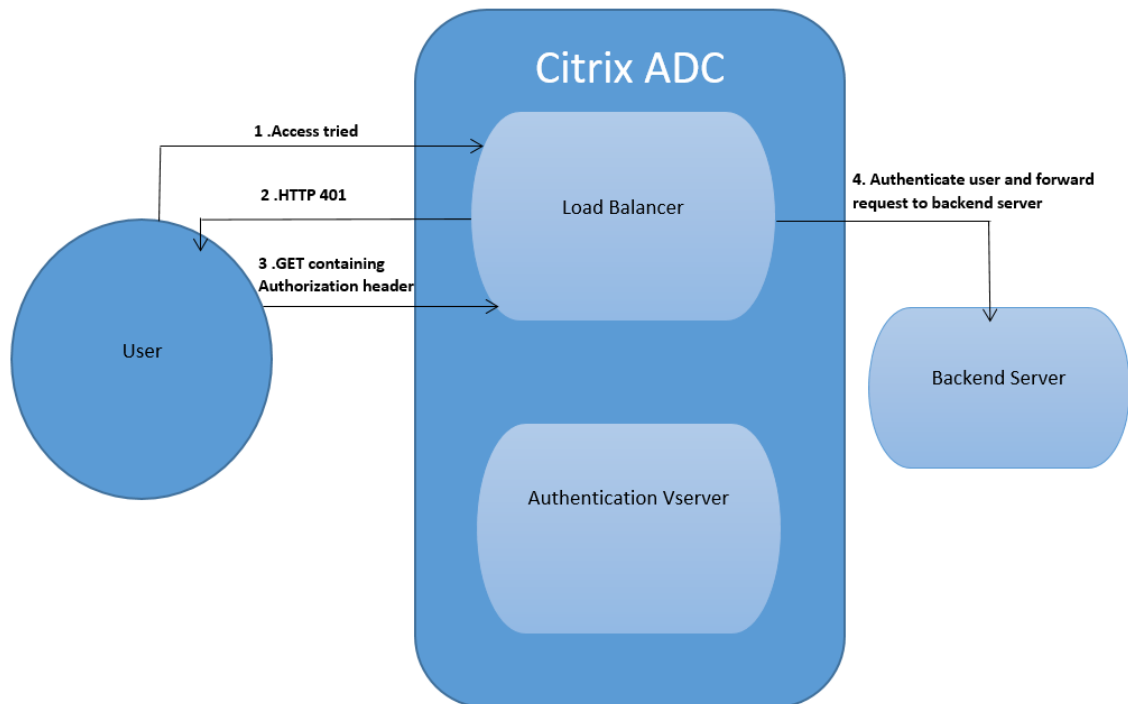 Citrix ADC
1 .Access tried
2 .HTTP 401
3 .GET containing
Authorization header
Load Balancer
4. Authenticate user and forward
request to backend server
User
Backend Server
Authentication Vserver